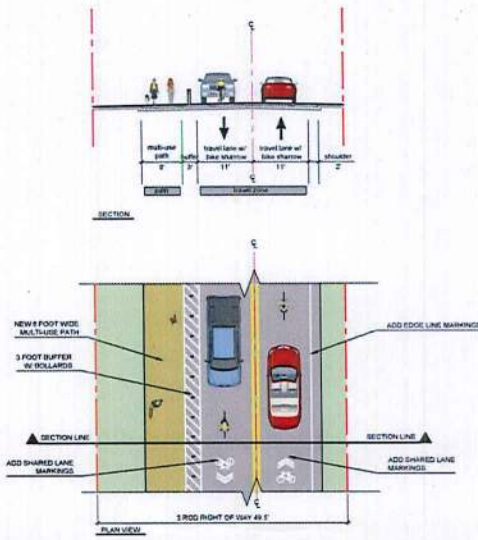 ℄
multi-use
path
8'
buffer
3'
travel lane w/
bike sharrow
11'
travel lane w/
bike sharrow
11'
shoulder
2'
path
travel zone
℄
SECTION
℄
NEW 8 FOOT WIDE
MULTI-USE PATH
ADD EDGE LINE MARKINGS
3 FOOT BUFFER
W/ BOLLARDS
SECTION LINE
SECTION LINE
ADD SHARED LANE
MARKINGS
ADD SHARED LANE
MARKINGS
3 ROD RIGHT OF WAY 49.5'
PLAN VIEW